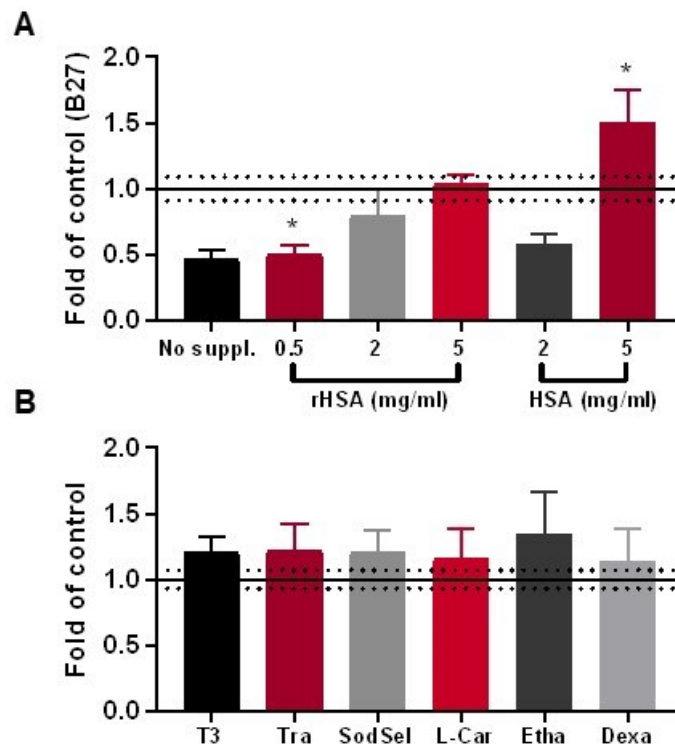 A
Fold of control (B27)
2.0
1.5
1.0
0.5
0.0
*
*
No suppl. 0.5 2 5 2 5
rHSA (mg/ml) HSA (mg/ml)
B
Fold of control
2.0
1.5
1.0
0.5
0.0
T3 Tra SodSel L-Car Etha Dexa